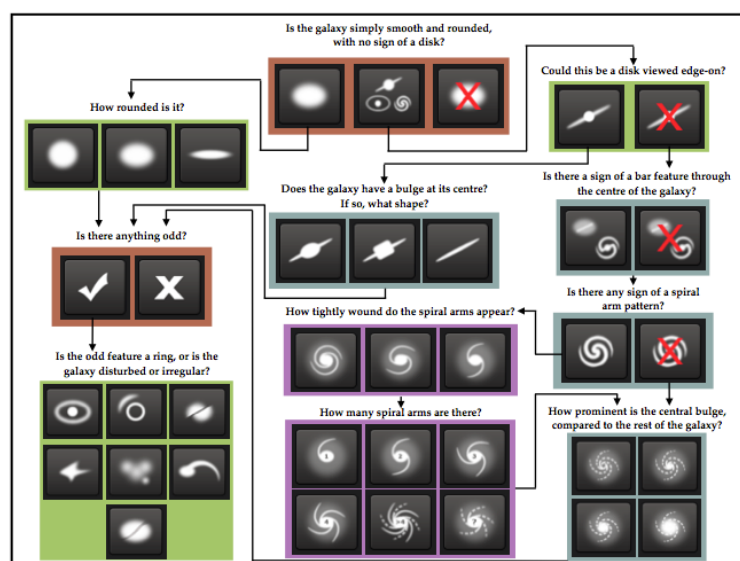 Is the galaxy simply smooth and rounded,
with no sign of a disk?
Could this be a disk viewed edge-on?
How rounded is it?
Is there a sign of a bar feature through
the centre of the galaxy?
Does the galaxy have a bulge at its centre?
If so, what shape?
Is there anything odd?
Is there any sign of a spiral
arm pattern?
How tightly wound do the spiral arms appear?
Is the odd feature a ring, or is the
galaxy disturbed or irregular?
How many spiral arms are there?
How prominent is the central bulge,
compared to the rest of the galaxy?